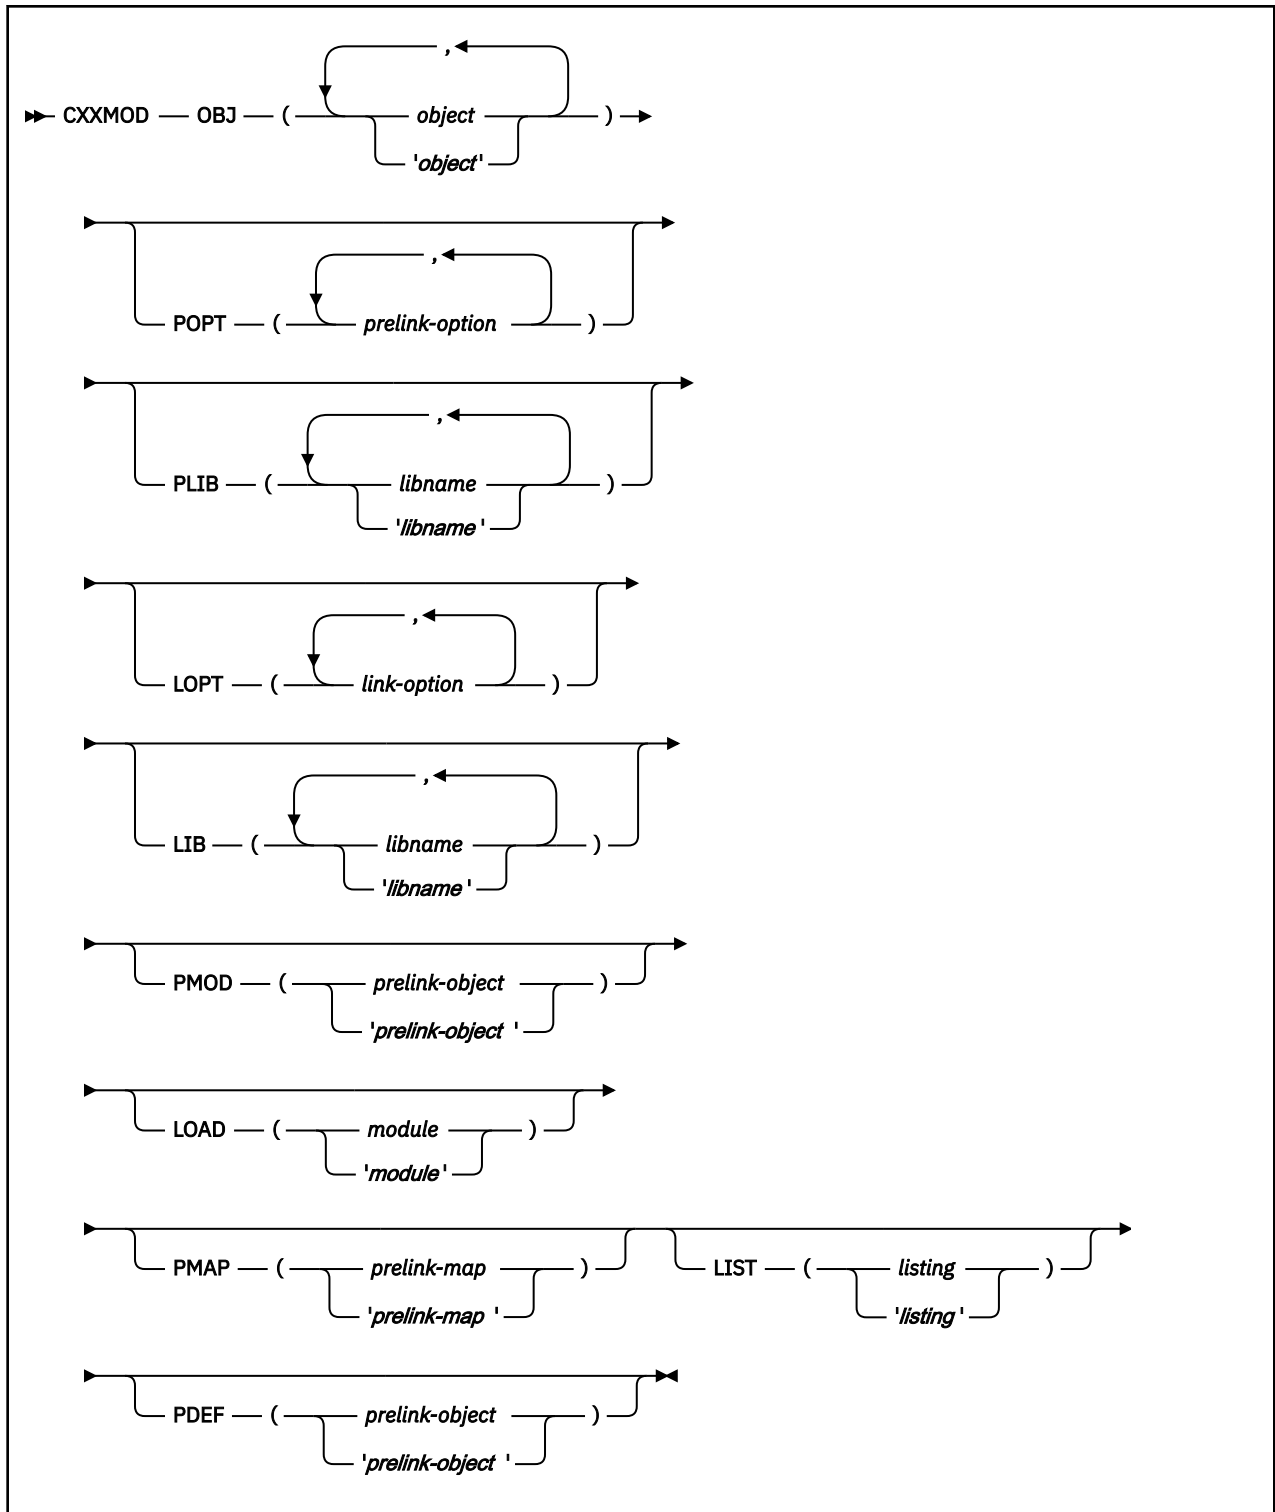 ,
CXXMOD OBJ ( object )
'object'
,
POPT ( prelink-option )
,
PLIB ( libname )
'libname'
,
LOPT ( link-option )
,
LIB ( libname )
'libname'
PMOD ( prelink-object )
'prelink-object'
LOAD ( module )
'module'
PMAP ( prelink-map ) LIST ( listing )
'prelink-map' 'listing'
PDEF ( prelink-object )
'prelink-object'